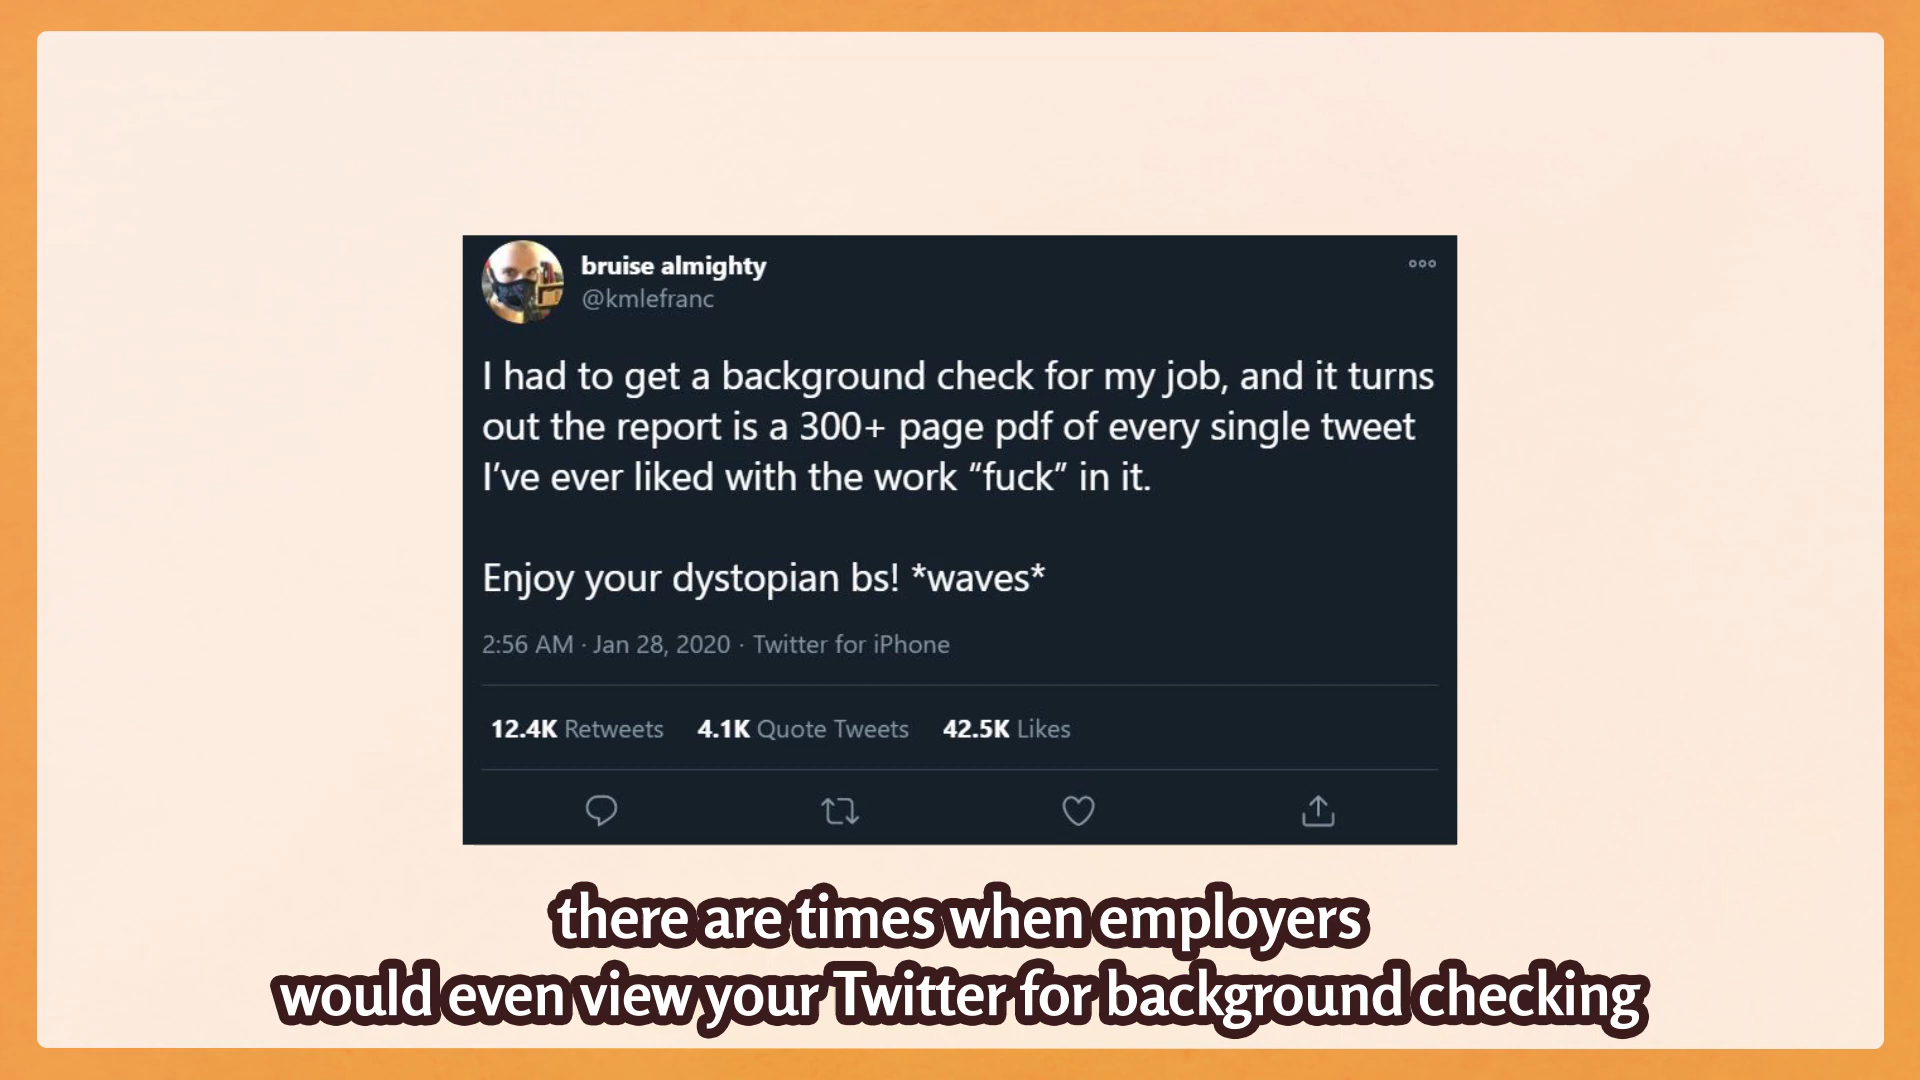 bruise almighty
@kmlefranc
I had to get a background check for my job, and it turns
out the report is a 300+ page pdf of every single tweet
I’ve ever liked with the work “fuck” in it.
Enjoy your dystopian bs! *waves*
2:56 AM · Jan 28, 2020 · Twitter for iPhone
12.4K Retweets 4.1K Quote Tweets 42.5K Likes
there are times when employers
would even view your Twitter for background checking